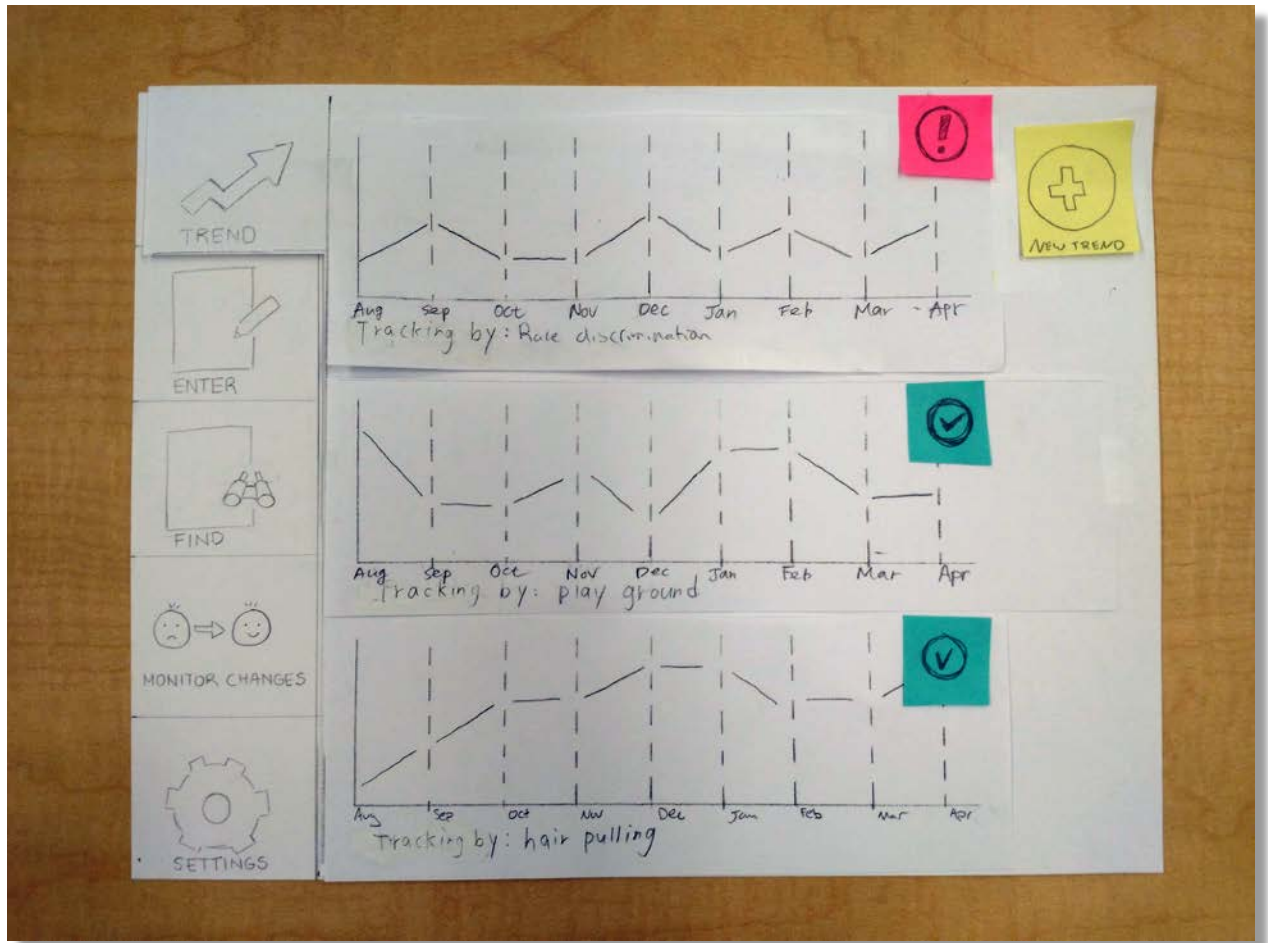 TREND
ENTER
FIND
MONITOR CHANGES
SETTINGS
!
NEW TREND
Aug Sep Oct Nov Dec Jan Feb Mar - Apr
Tracking by: Race discrimination
Aug Sep Oct Nov Dec Jan Feb Mar Apr
Tracking by: play ground
Aug Sep Oct Nov Dec Jan Feb Mar Apr
Tracking by: hair pulling